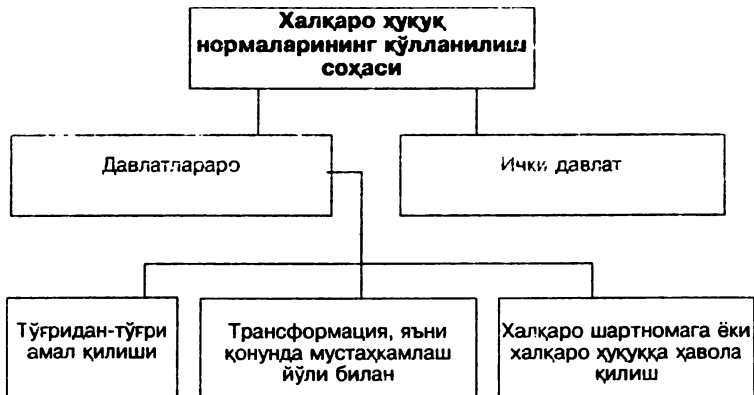 Халқаро ҳуқуқ
нормаларининг қўлланилиш
соҳаси
Давлатлараро
Ички давлат
Тўғридан-тўғри
амал қилиши
Трансформация, яъни
қонунда мустаҳкамлаш
йўли билан
Халқаро шартномага ёки
халқаро ҳуқуққа ҳавола
қилиш